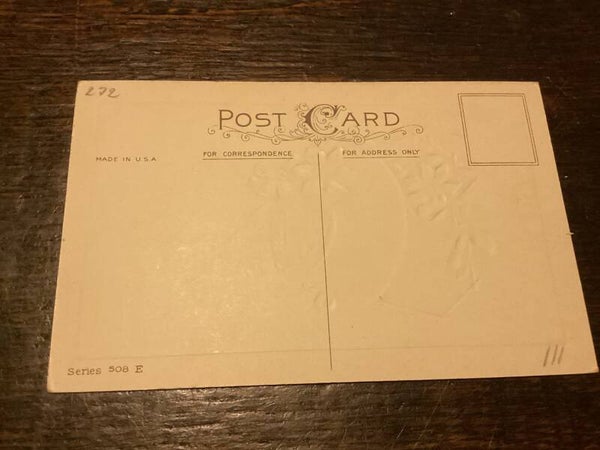 272
POST CARD
MADE IN U.S.A
FOR CORRESPONDENCE
FOR ADDRESS ONLY
Series 508 E
111